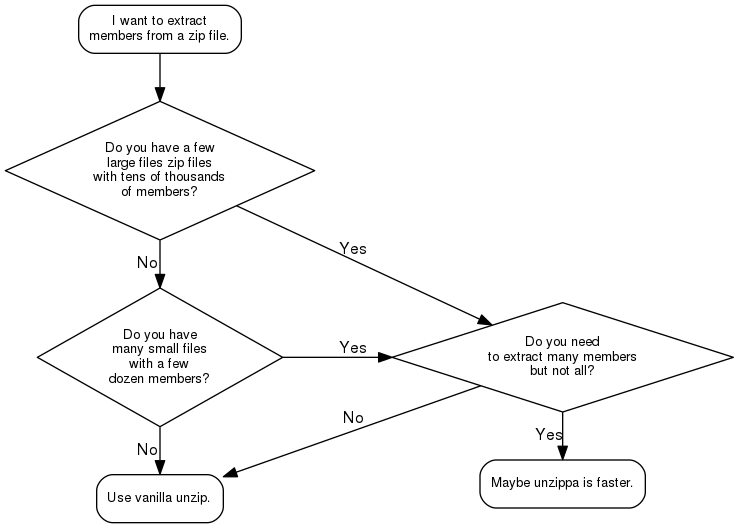 I want to extract
members from a zip file.
Do you have a few
large files zip files
with tens of thousands
of members?
Yes
No
Do you have
many small files
with a few
dozen members?
Yes
Do you need
to extract many members
but not all?
No
No
Yes
Use vanilla unzip.
Maybe unzippa is faster.